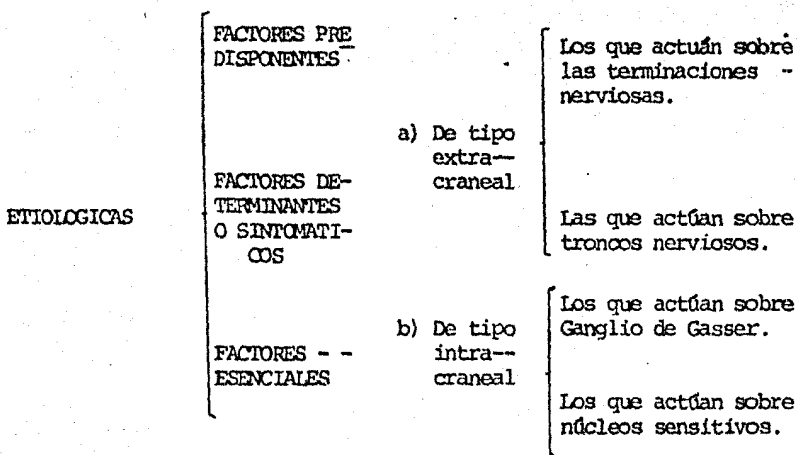 ETIOLOGICAS
FACTORES PRE
DISPONENTES
FACTORES DE-
TERMINANTES
O SINTOMATI-
COS
FACTORES - -
ESENCIALES
a) De tipo
extra--
craneal
Los que actuán sobre
las terminaciones -
nerviosas.
Las que actúan sobre
troncos nerviosos.
b) De tipo
intra--
craneal
Los que actúan sobre
Ganglio de Gasser.
Los que actúan sobre
núcleos sensitivos.